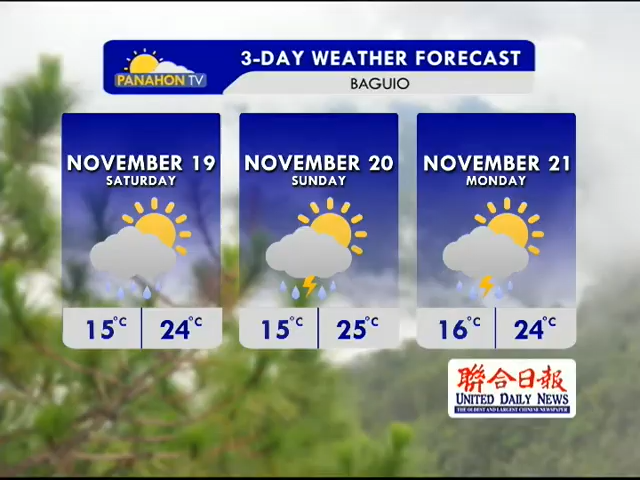 PANAHON TV
3-DAY WEATHER FORECAST
BAGUIO
NOVEMBER 19
SATURDAY
15°C
24°C
NOVEMBER 20
SUNDAY
15°C
25°C
NOVEMBER 21
MONDAY
16°C
24°C
聯合日報
UNITED DAILY NEWS
THE OLDEST AND LARGEST CHINESE NEWSPAPER